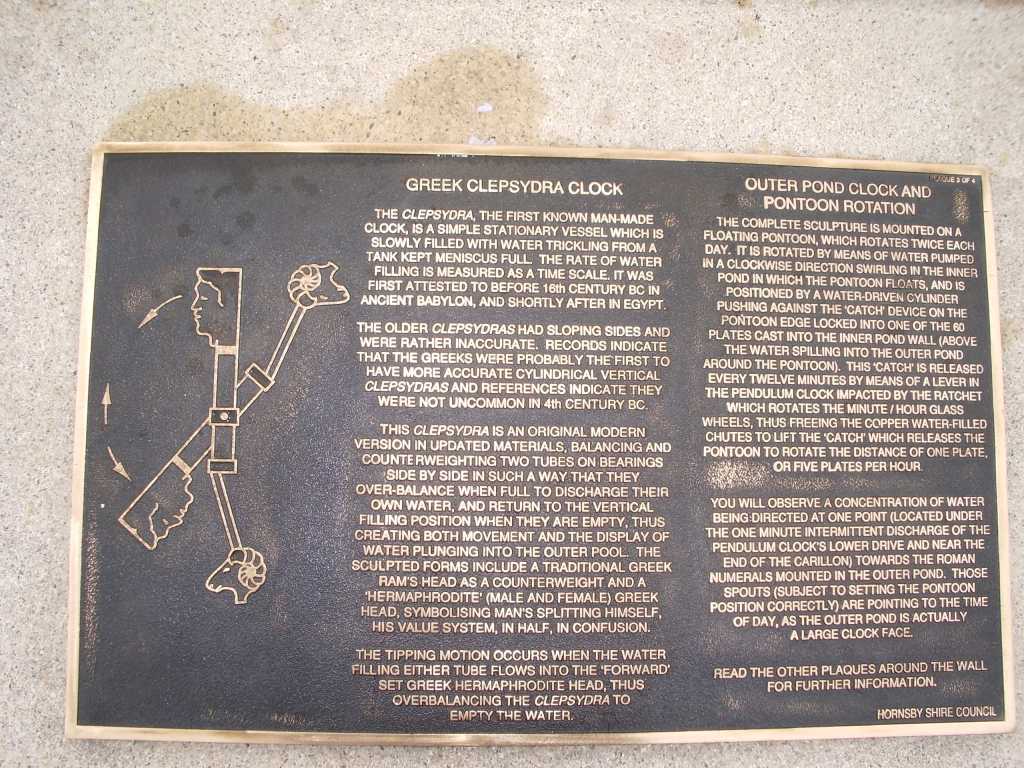 GREEK CLEPSYDRA CLOCK
THE CLEPSYDRA, THE FIRST KNOWN MAN-MADE
CLOCK, IS A SIMPLE STATIONARY VESSEL WHICH IS
SLOWLY FILLED WITH WATER TRICKLING FROM A
TANK KEPT MENISCUS FULL. THE RATE OF WATER
FILLING IS MEASURED AS A TIME SCALE. IT WAS
FIRST ATTESTED TO BEFORE 16th CENTURY BC IN
ANCIENT BABYLON, AND SHORTLY AFTER IN EGYPT.
THE OLDER CLEPSYDRAS HAD SLOPING SIDES AND
WERE RATHER INACCURATE. RECORDS INDICATE
THAT THE GREEKS WERE PROBABLY THE FIRST TO
HAVE MORE ACCURATE CYLINDRICAL VERTICAL
CLEPSYDRAS AND REFERENCES INDICATE THEY
WERE NOT UNCOMMON IN 4th CENTURY BC.
THIS CLEPSYDRA IS AN ORIGINAL MODERN
VERSION IN UPDATED MATERIALS, BALANCING AND
COUNTERWEIGHTING TWO TUBES ON BEARINGS
SIDE BY SIDE IN SUCH A WAY THAT THEY
OVER-BALANCE WHEN FULL TO DISCHARGE THEIR
OWN WATER, AND RETURN TO THE VERTICAL
FILLING POSITION WHEN THEY ARE EMPTY, THUS
CREATING BOTH MOVEMENT AND THE DISPLAY OF
WATER PLUNGING INTO THE OUTER POOL. THE
SCULPTED FORMS INCLUDE A TRADITIONAL GREEK
RAM'S HEAD AS A COUNTERWEIGHT AND A
'HERMAPHRODITE' (MALE AND FEMALE) GREEK
HEAD, SYMBOLISING MAN'S SPLITTING HIMSELF,
HIS VALUE SYSTEM, IN HALF, IN CONFUSION.
THE TIPPING MOTION OCCURS WHEN THE WATER
FILLING EITHER TUBE FLOWS INTO THE 'FORWARD'
SET GREEK HERMAPHRODITE HEAD, THUS
OVERBALANCING THE CLEPSYDRA TO
EMPTY THE WATER.
PLAQUE 3 OF 4
OUTER POND CLOCK AND
PONTOON ROTATION
THE COMPLETE SCULPTURE IS MOUNTED ON A
FLOATING PONTOON, WHICH ROTATES TWICE EACH
DAY. IT IS ROTATED BY MEANS OF WATER PUMPED
IN A CLOCKWISE DIRECTION SWIRLING IN THE INNER
POND IN WHICH THE PONTOON FLOATS, AND IS
POSITIONED BY A WATER-DRIVEN CYLINDER
PUSHING AGAINST THE 'CATCH' DEVICE ON THE
PONTOON EDGE LOCKED INTO ONE OF THE 60
PLATES CAST INTO THE INNER POND WALL (ABOVE
THE WATER SPILLING INTO THE OUTER POND
AROUND THE PONTOON). THIS 'CATCH' IS RELEASED
EVERY TWELVE MINUTES BY MEANS OF A LEVER IN
THE PENDULUM CLOCK IMPACTED BY THE RATCHET
WHICH ROTATES THE MINUTE / HOUR GLASS
WHEELS, THUS FREEING THE COPPER WATER-FILLED
CHUTES TO LIFT THE 'CATCH' WHICH RELEASES THE
PONTOON TO ROTATE THE DISTANCE OF ONE PLATE,
OR FIVE PLATES PER HOUR
YOU WILL OBSERVE A CONCENTRATION OF WATER
BEING DIRECTED AT ONE POINT (LOCATED UNDER
THE ONE MINUTE INTERMITTENT DISCHARGE OF THE
PENDULUM CLOCK'S LOWER DRIVE AND NEAR THE
END OF THE CARILLON) TOWARDS THE ROMAN
NUMERALS MOUNTED IN THE OUTER POND. THOSE
SPOUTS (SUBJECT TO SETTING THE PONTOON
POSITION CORRECTLY) ARE POINTING TO THE TIME
OF DAY, AS THE OUTER POND IS ACTUALLY
A LARGE CLOCK FACE.
READ THE OTHER PLAQUES AROUND THE WALL
FOR FURTHER INFORMATION.
HORNSBY SHIRE COUNCIL